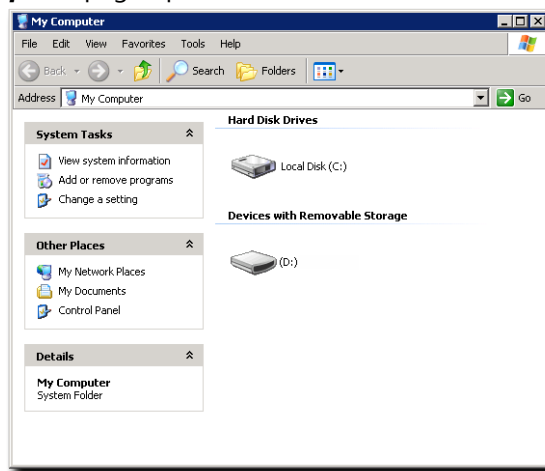 My Computer
File Edit View Favorites Tools Help
Back Search Folders
Address My Computer Go
System Tasks
View system information
Add or remove programs
Change a setting
Other Places
My Network Places
My Documents
Control Panel
Details
My Computer
System Folder
Hard Disk Drives
Local Disk (C:)
Devices with Removable Storage
(D:)